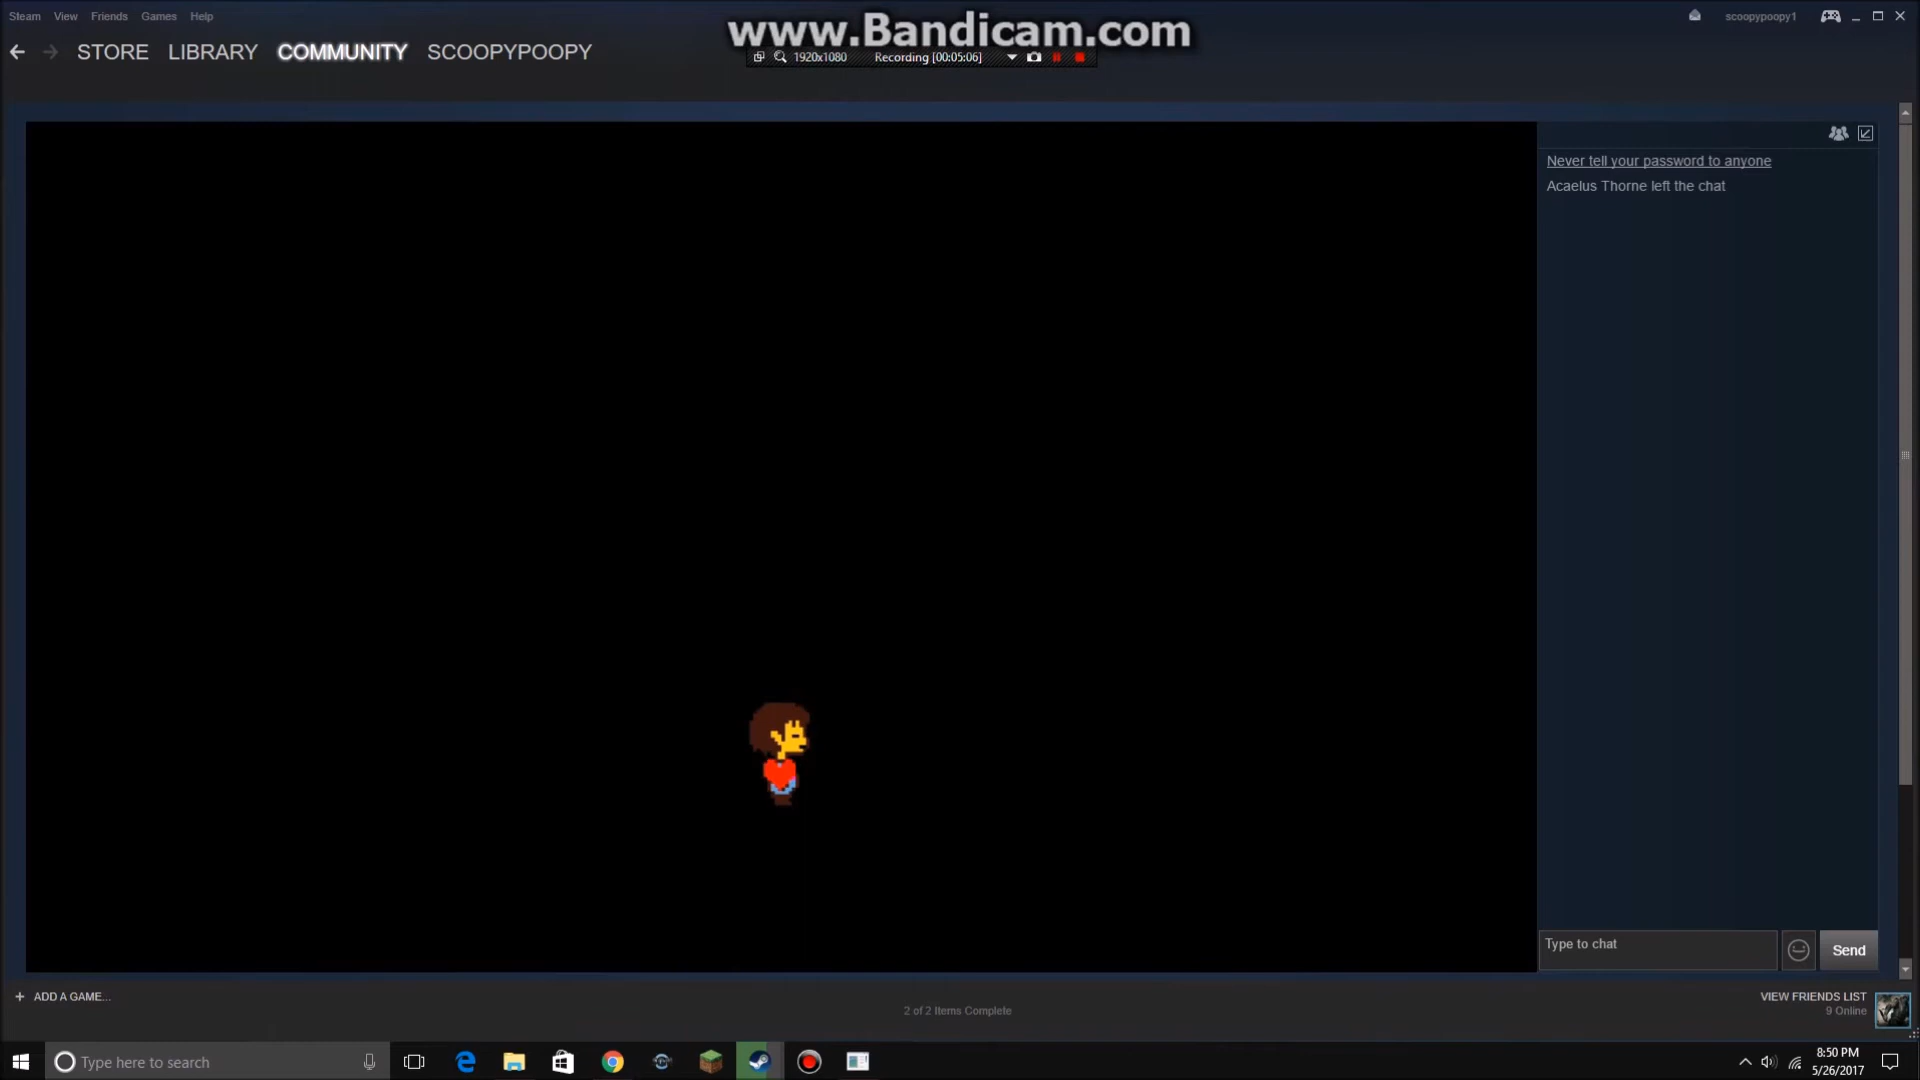 Steam View Friends Games Help
www.Bandicam.com
scoopypoopy1
STORE LIBRARY COMMUNITY SCOOPYPOOPY
1920x1080 Recording [00:05:06]
Never tell your password to anyone
Acaelus Thorne left the chat
Type to chat
Send
+ ADD A GAME...
2 of 2 Items Complete
VIEW FRIENDS LIST
9 Online
Type here to search
8:50 PM
5/26/2017